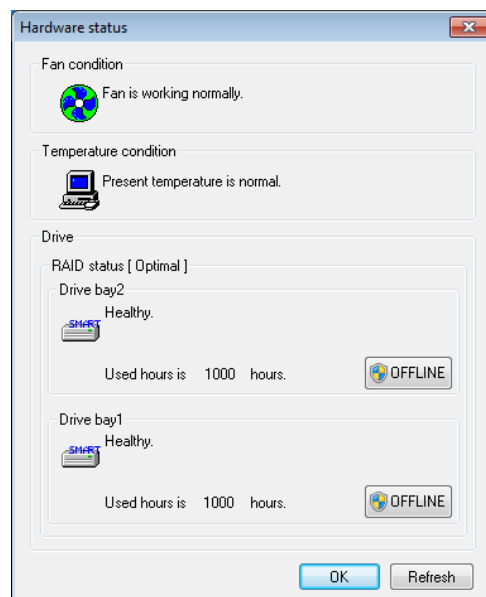 Hardware status
Fan condition
Fan is working normally.
Temperature condition
Present temperature is normal.
Drive
RAID status [ Optimal ]
Drive bay2
SMART
Healthy.
Used hours is 1000 hours.
OFFLINE
Drive bay1
SMART
Healthy.
Used hours is 1000 hours.
OFFLINE
OK
Refresh